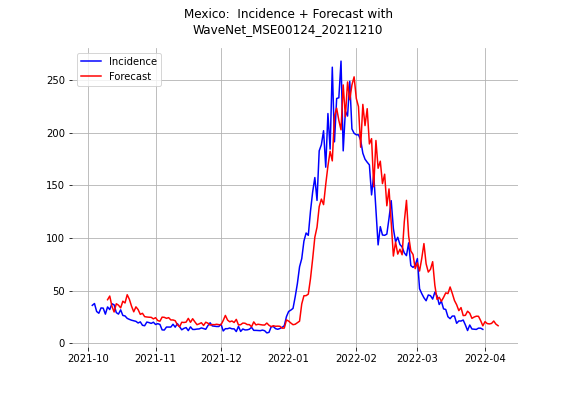 Mexico:  Incidence + Forecast with
WaveNet_MSE00124_20211210
Incidence
Forecast
250
200
150
100
50
0
2021-10 2021-11 2021-12 2022-01 2022-02 2022-03 2022-04